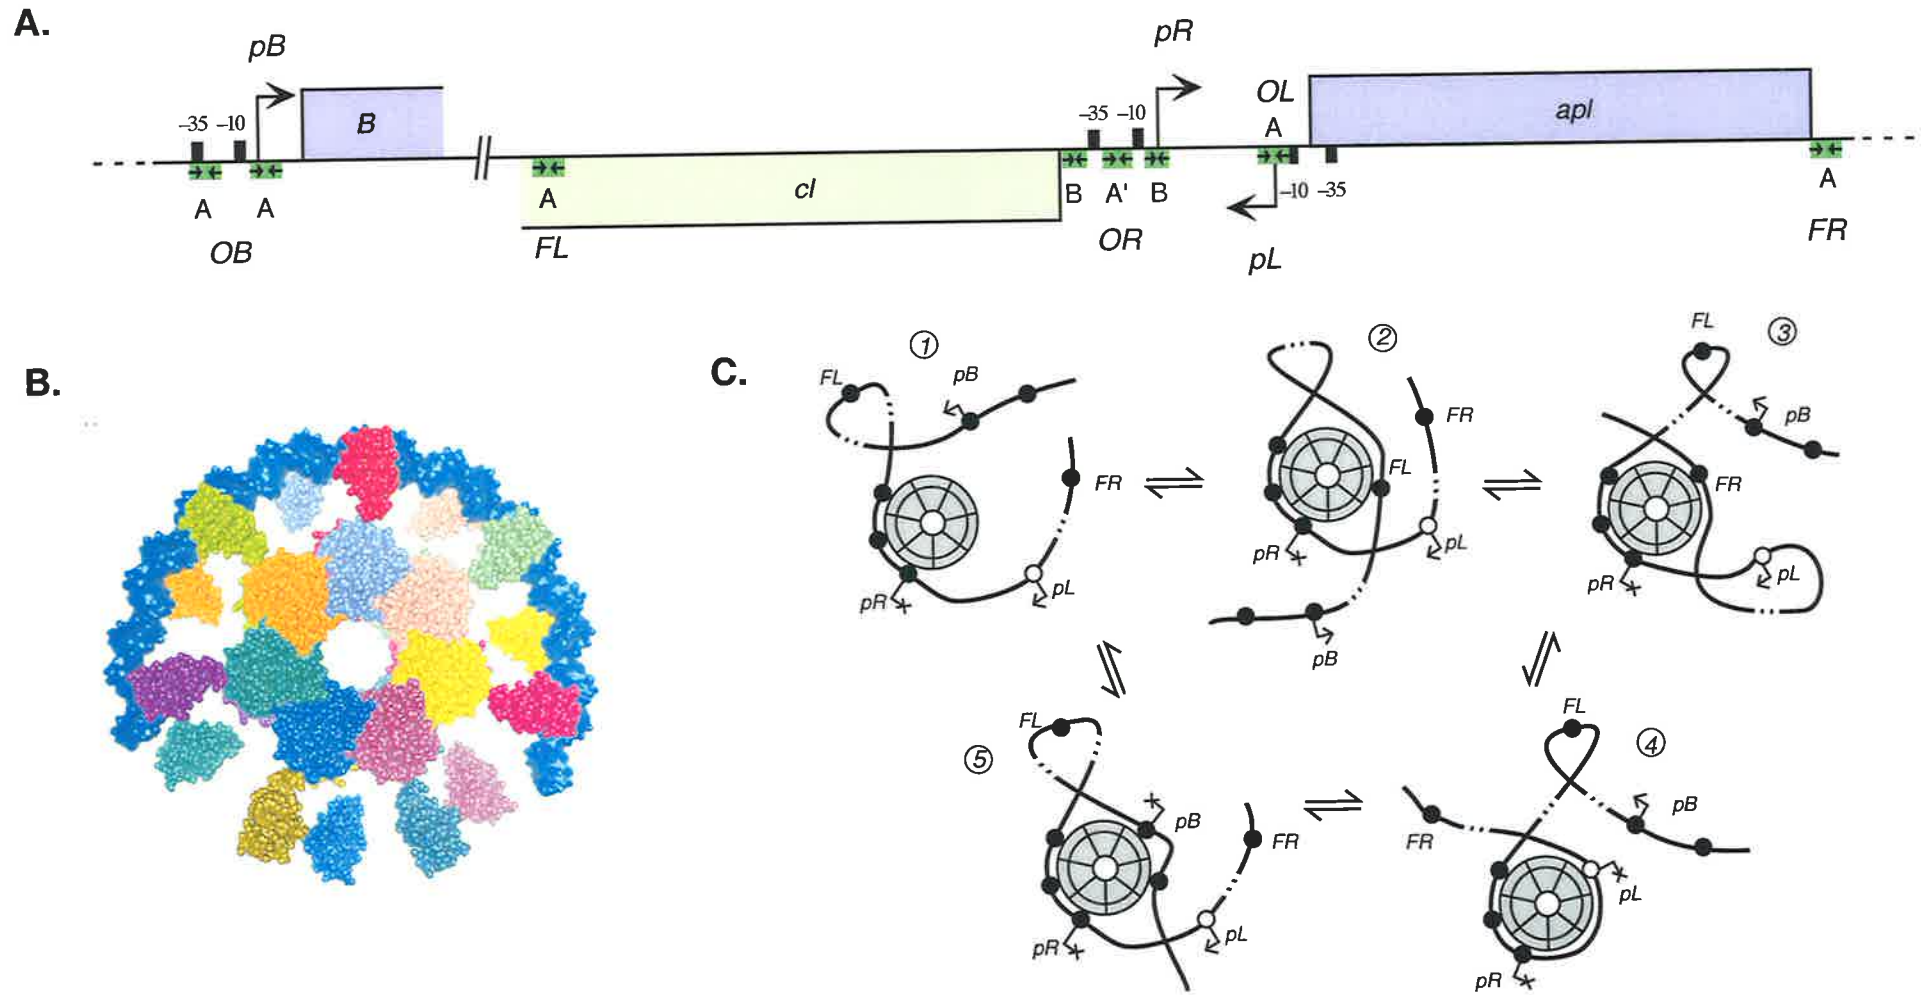 A.
pB
pR
–35 –10
B
–35 –10
OL
A
apl
A A
OB
A
cI
B A' B
–10 –35
A
FL
OR
pL
FR
B.
C.
1
FL
pB
FR
pR
pL
2
FR
FL
pR
pL
pB
3
FL
pB
FR
pR
pL
5
FL
pB
FR
pR
pL
4
FL
pB
FR
pL
pR